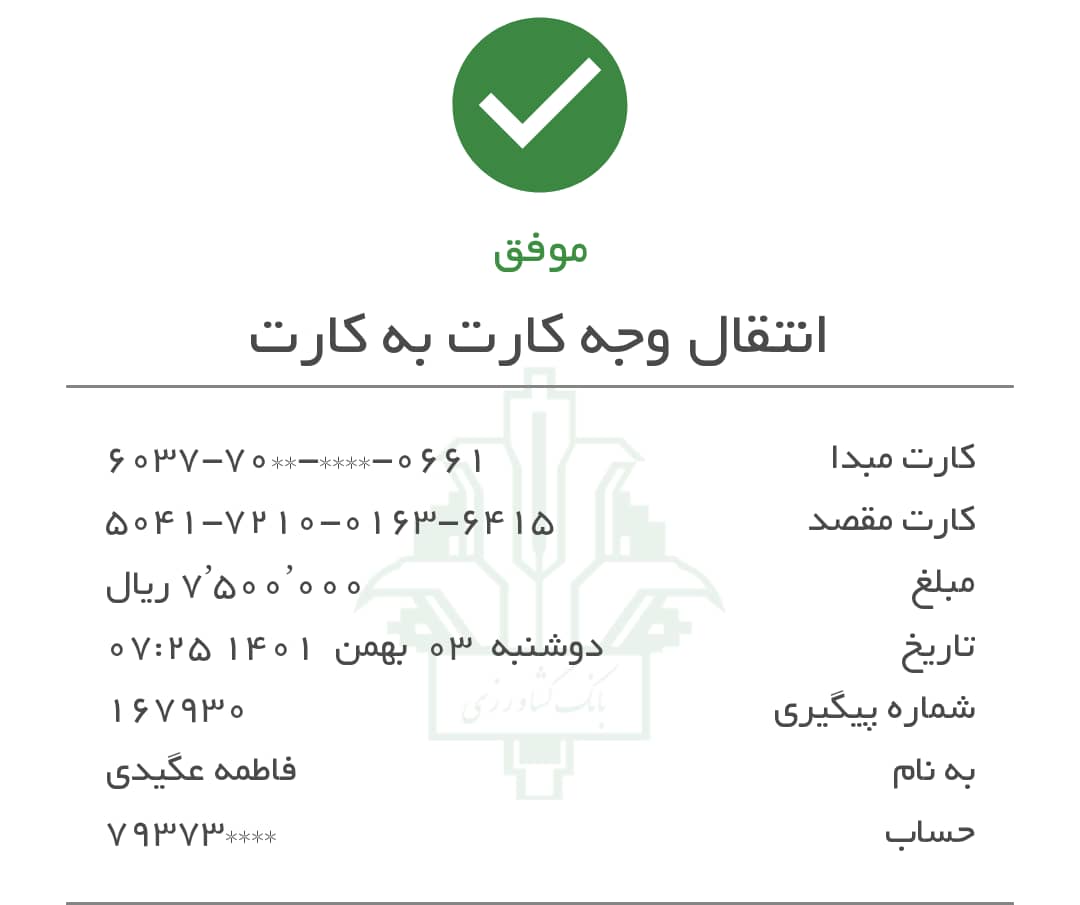 موفق
انتقال وجه کارت به کارت
کارت مبدا ۶۰۳۷-۷۰**-****-۰۶۶۱
کارت مقصد ۵۰۴۱-۷۲۱۰-۰۱۶۳-۶۴۱۵
مبلغ ۷٬۵۰۰٬۰۰۰ ریال
تاریخ دوشنبه ۰۳ بهمن ۱۴۰۱ ۰۷:۲۵
شماره پیگیری ۱۶۷۹۳۰
به نام فاطمه عگیدی
حساب ۷۹۳۷۳****
بانک کشاورزی